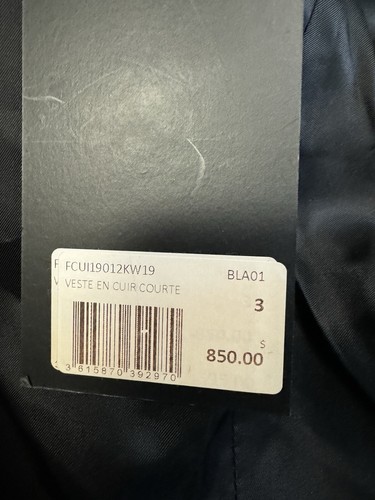 FCUI19012KW19 BLA01
VESTE EN CUIR COURTE
3
$
850.00
3 615870 392970